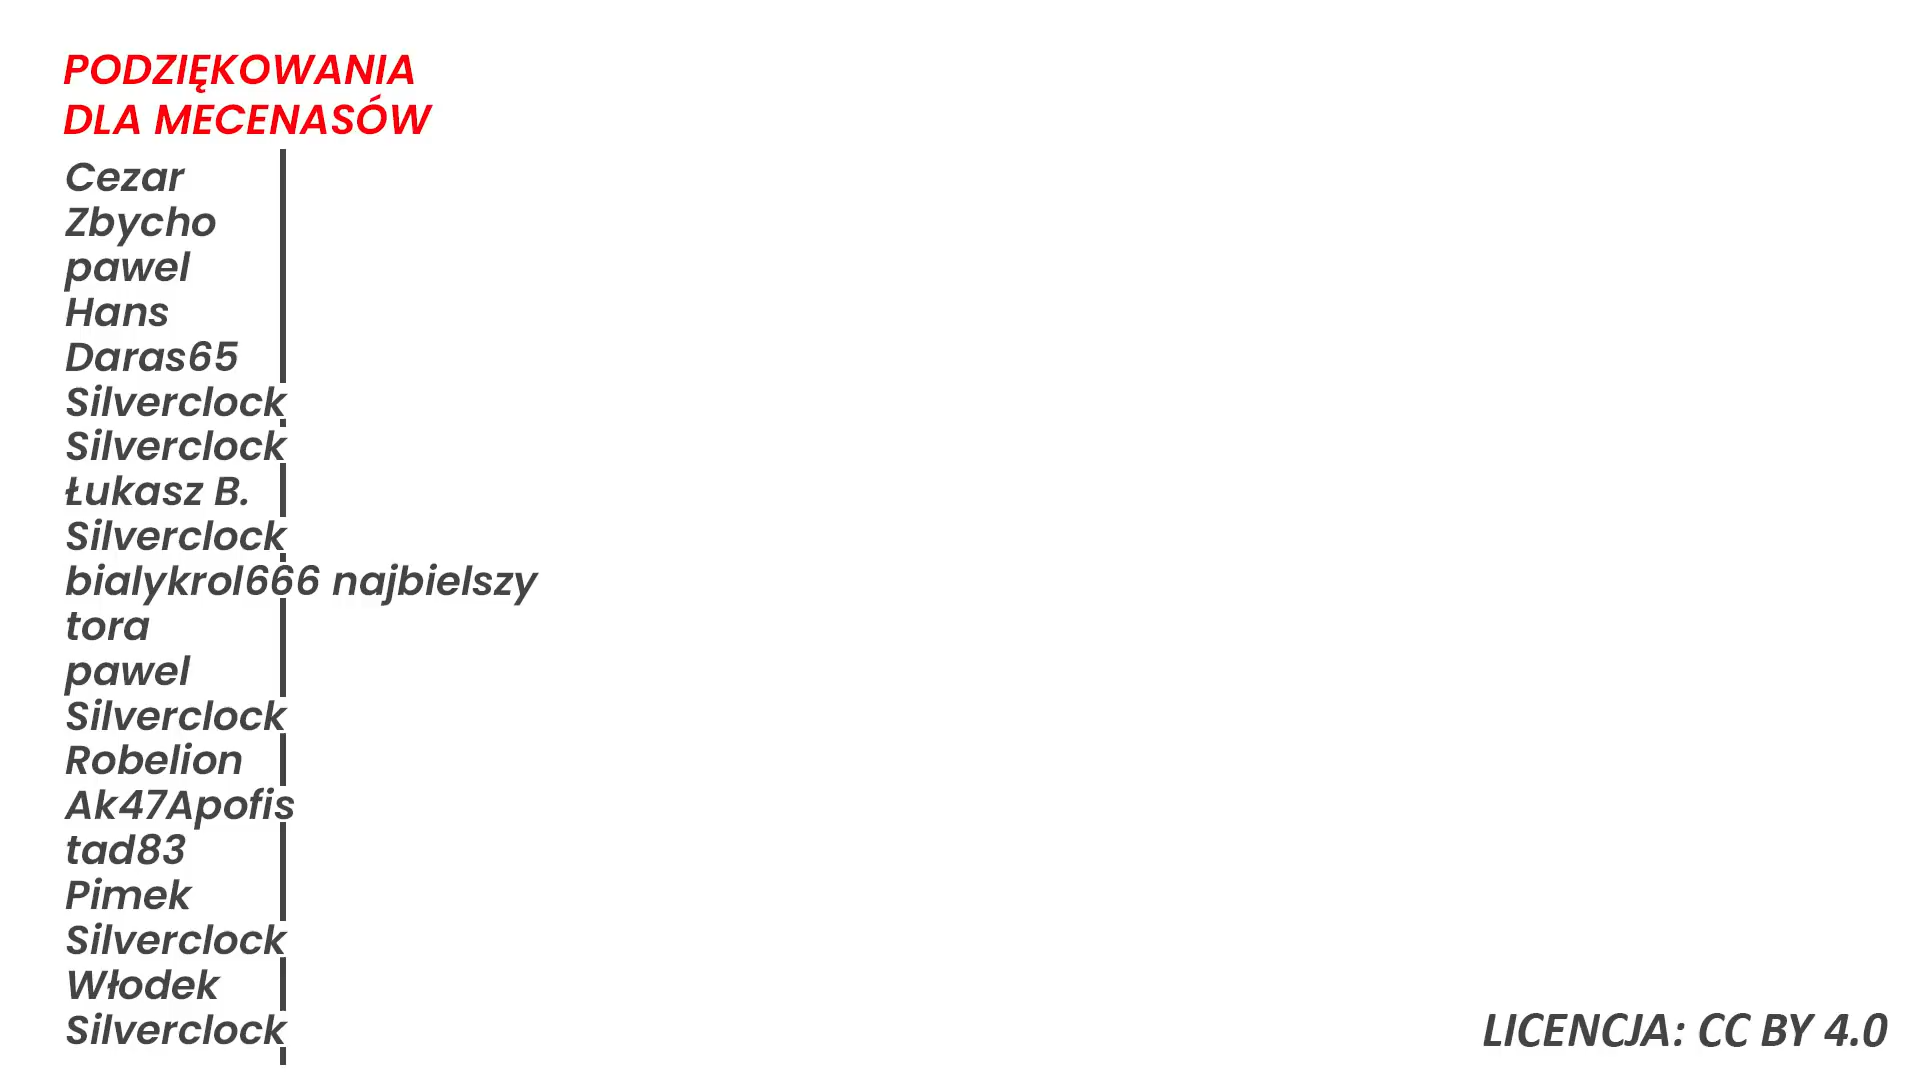 PODZIĘKOWANIA
DLA MECENASÓW
Cezar
Zbycho
pawel
Hans
Daras65
Silverclock
Silverclock
Łukasz B.
Silverclock
bialykrol666 najbielszy
tora
pawel
Silverclock
Robelion
Ak47Apofis
tad83
Pimek
Silverclock
Włodek
Silverclock
LICENCJA: CC BY 4.0